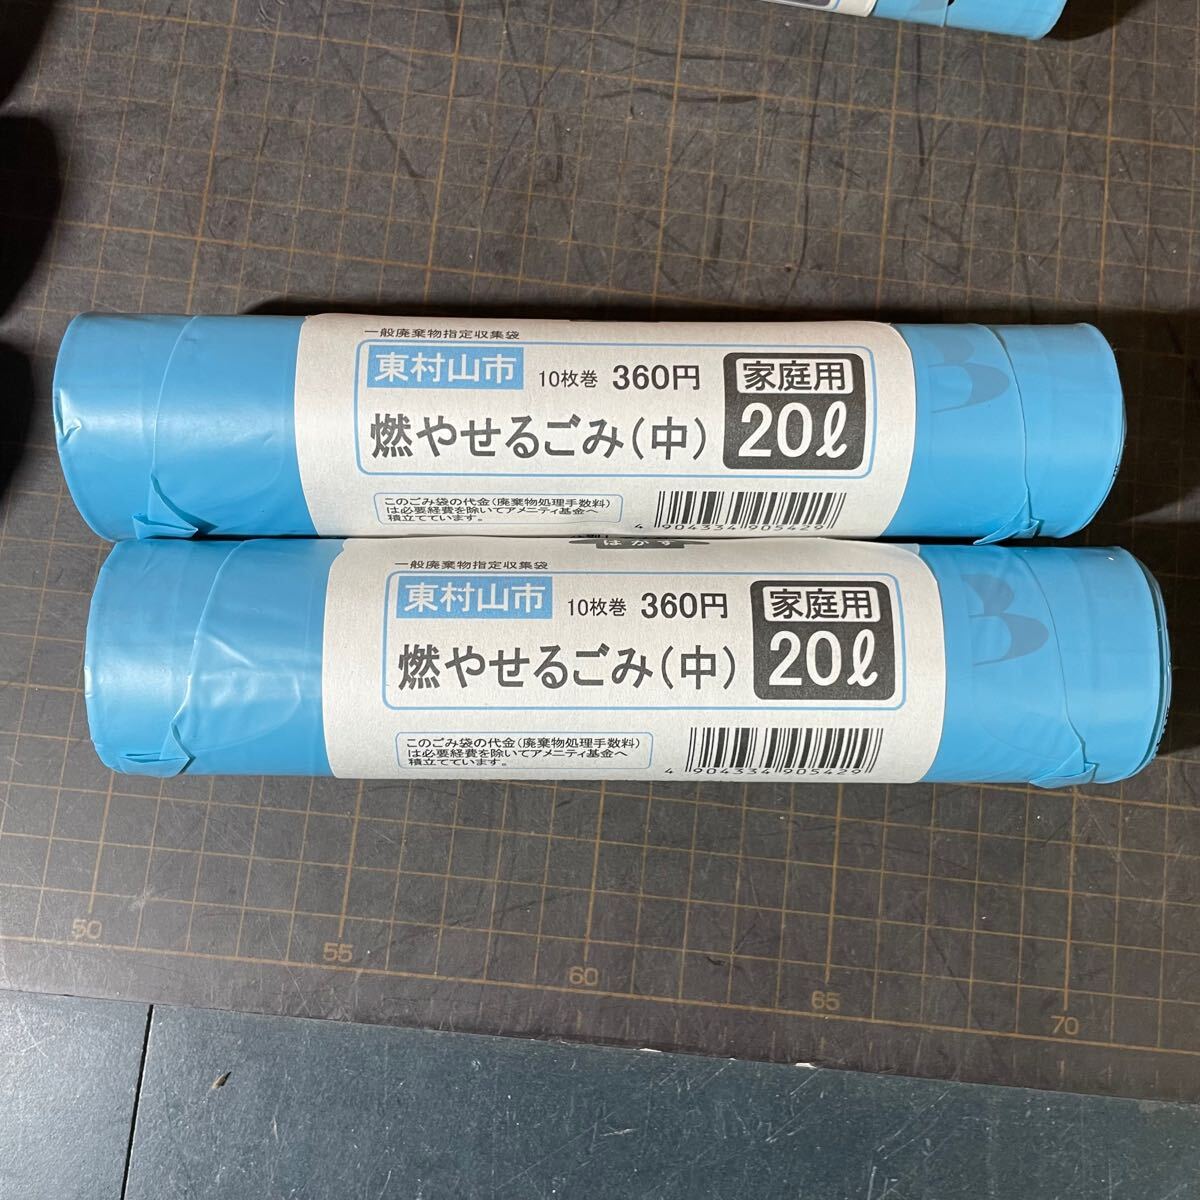 一般廃棄物指定収集袋
東村山市 10枚巻 360円
燃やせるごみ(中)
家庭用
20ℓ
このごみ袋の代金(廃棄物処理手数料)
は必要経費を除いてアメニティ基金へ
積立てています。
4 904334 905429
はがす
一般廃棄物指定収集袋
東村山市 10枚巻 360円
燃やせるごみ(中)
家庭用
20ℓ
このごみ袋の代金(廃棄物処理手数料)
は必要経費を除いてアメニティ基金へ
積立てています。
4 904334 905429
50 55 60 65 70